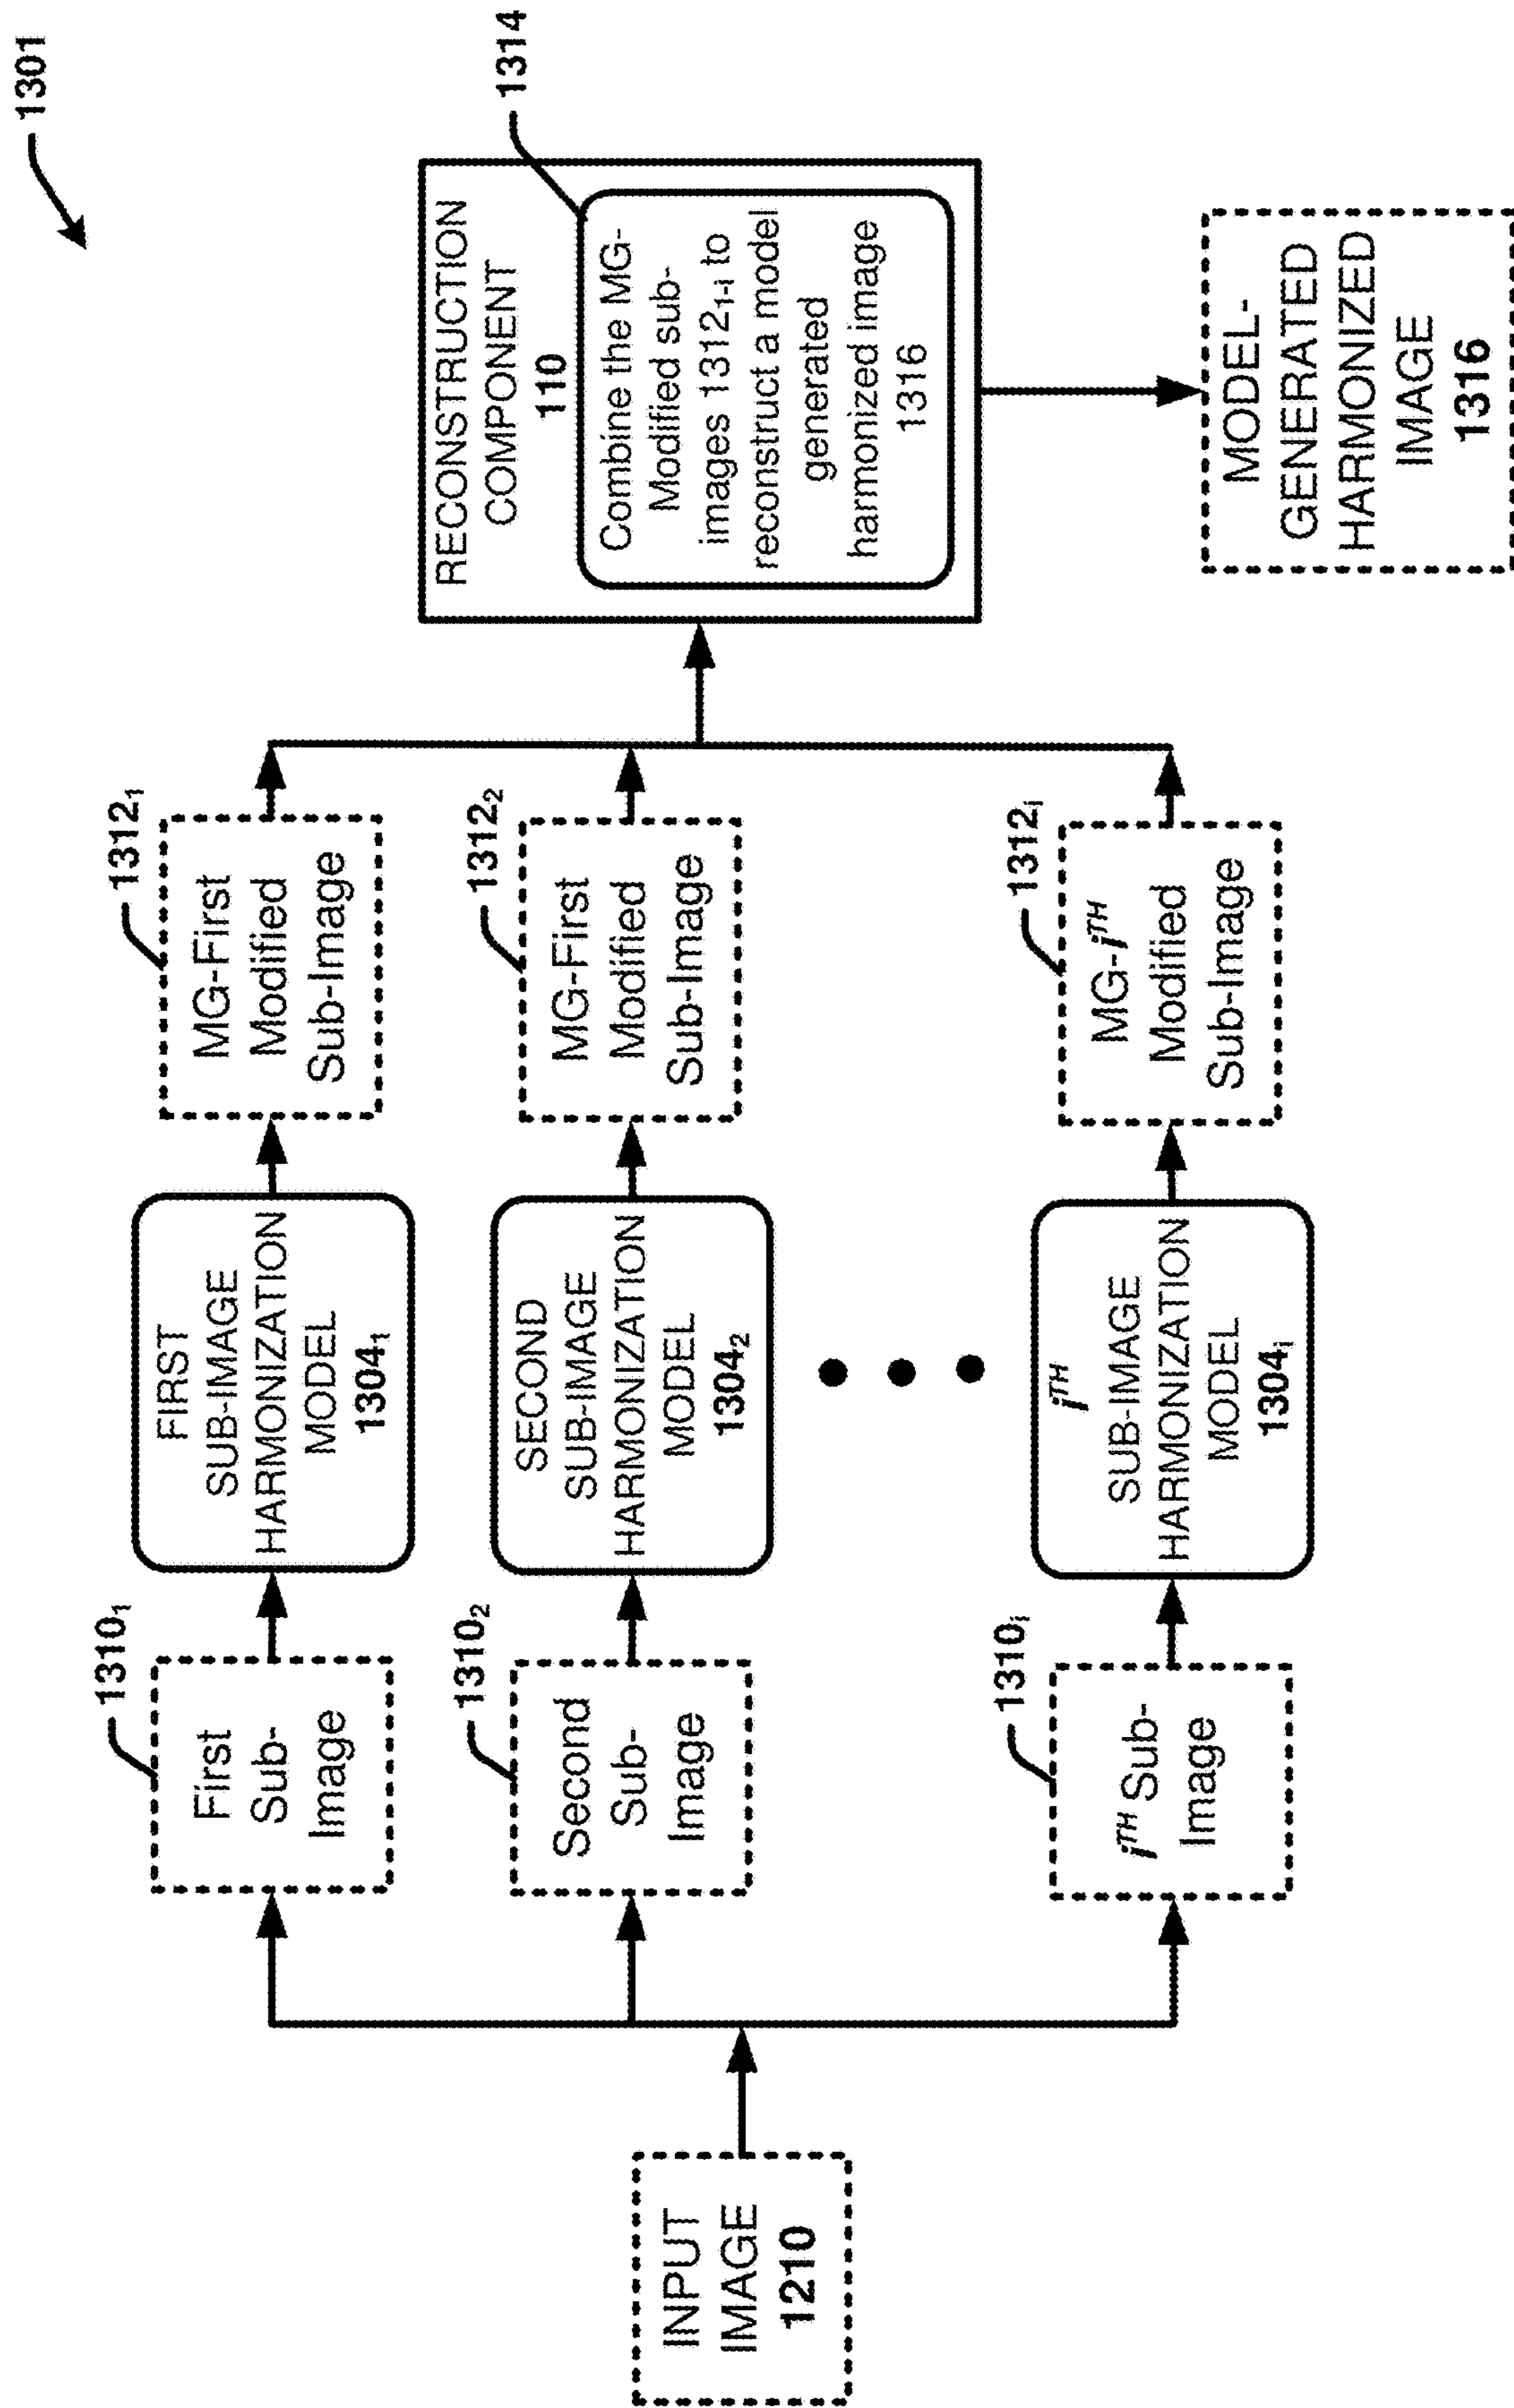 1301
INPUT
IMAGE
1210
1310₁
First
Sub-
Image
FIRST
SUB-IMAGE
HARMONIZATION
MODEL
1304₁
1312₁
MG-First
Modified
Sub-Image
1310₂
Second
Sub-
Image
SECOND
SUB-IMAGE
HARMONIZATION
MODEL
1304₂
1312₂
MG-First
Modified
Sub-Image
1310ᵢ
iᵀᴴ Sub-
Image
iᵀᴴ
SUB-IMAGE
HARMONIZATION
MODEL
1304ᵢ
1312ᵢ
MG-iᵀᴴ
Modified
Sub-Image
RECONSTRUCTION
COMPONENT
110
1314
Combine the MG-
Modified sub-
images 1312₁₋ᵢ to
reconstruct a model
generated
harmonized image
1316
MODEL-
GENERATED
HARMONIZED
IMAGE
1316